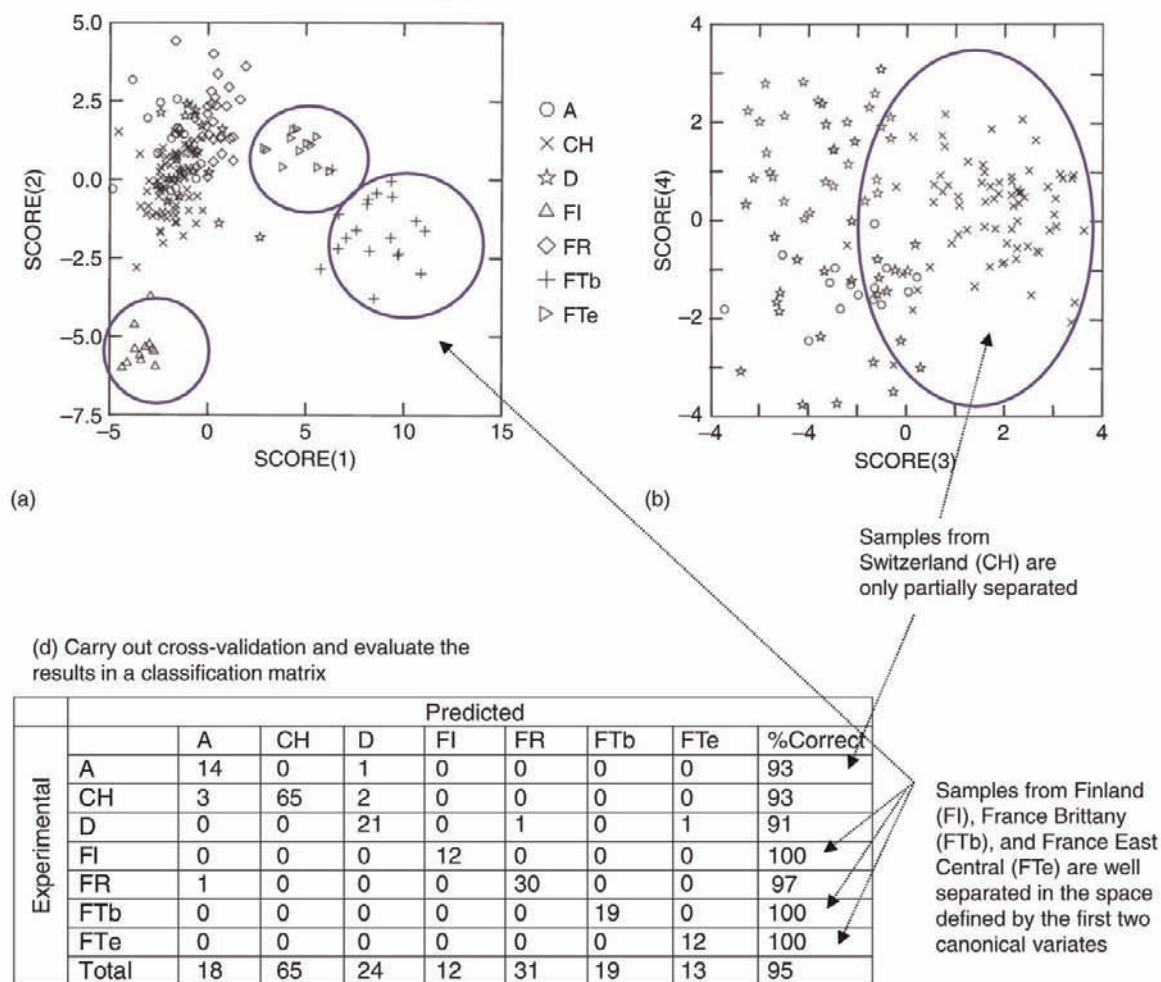 5.0
2.5
0.0
−2.5
−5.0
−7.5
SCORE(2)
−5 0 5 10 15
SCORE(1)
(a)
A
CH
D
FI
FR
FTb
FTe
4
2
0
−2
−4
SCORE(4)
−4 −4 0 2 4
SCORE(3)
(b)
Samples from
Switzerland (CH) are
only partially separated
(d) Carry out cross-validation and evaluate the
results in a classification matrix
Predicted
Experimental
A CH D FI FR FTb FTe %Correct
A 14 0 1 0 0 0 0 93
CH 3 65 2 0 0 0 0 93
D 0 0 21 0 1 0 1 91
FI 0 0 0 12 0 0 0 100
FR 1 0 0 0 30 0 0 97
FTb 0 0 0 0 0 19 0 100
FTe 0 0 0 0 0 0 12 100
Total 18 65 24 12 31 19 13 95
Samples from Finland
(FI), France Brittany
(FTb), and France East
Central (FTe) are well
separated in the space
defined by the first two
canonical variates